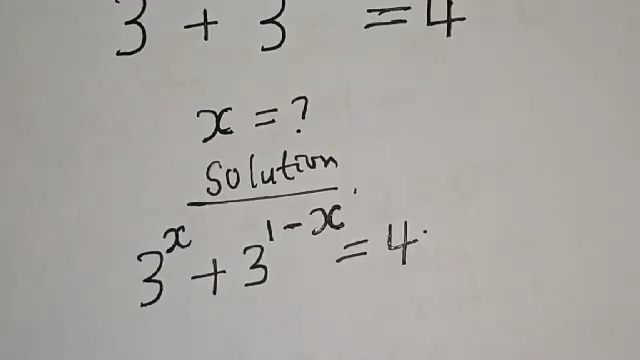 3 + 3 = 4
x = ?
Solution
3^x + 3^(1-x) = 4.